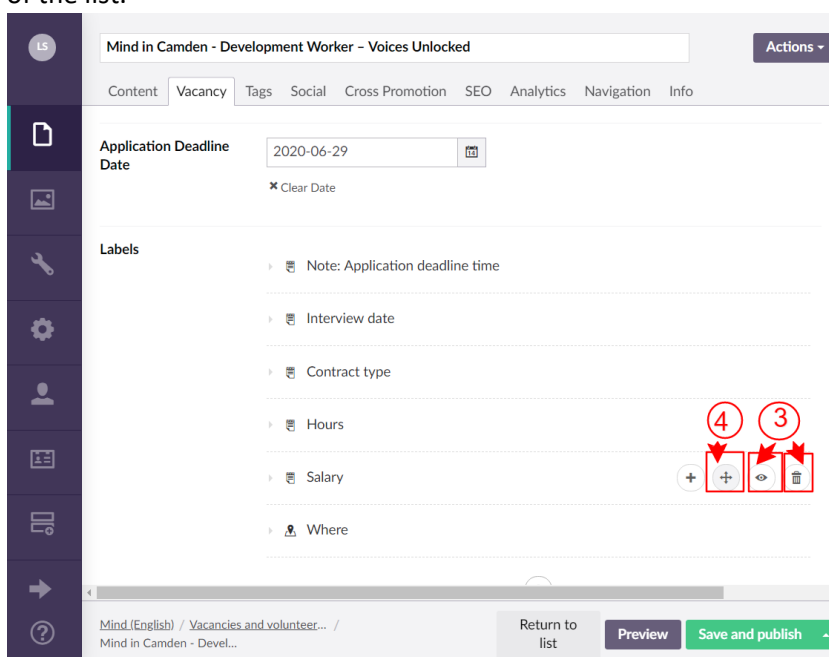 of the list.
LS
Mind in Camden - Development Worker – Voices Unlocked
Actions
Content Vacancy Tags Social Cross Promotion SEO Analytics Navigation Info
Application Deadline
Date
2020-06-29
14
Clear Date
Labels
Note: Application deadline time
Interview date
Contract type
Hours
4 3
Salary
Where
Mind (English) / Vacancies and volunteer... /
Mind in Camden - Devel...
Return to
list
Preview
Save and publish